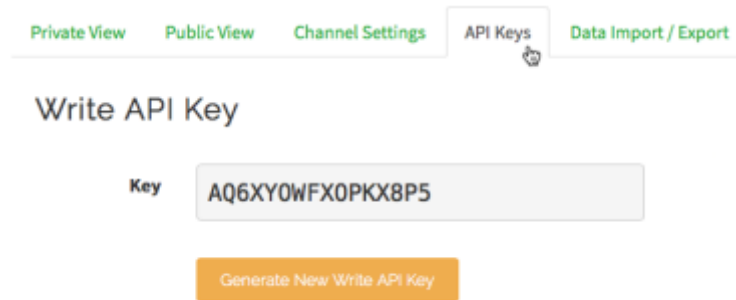 Private View Public View Channel Settings API Keys Data Import / Export
Write API Key
Key AQ6XYOWFXOPKX8P5
Generate New Write API Key